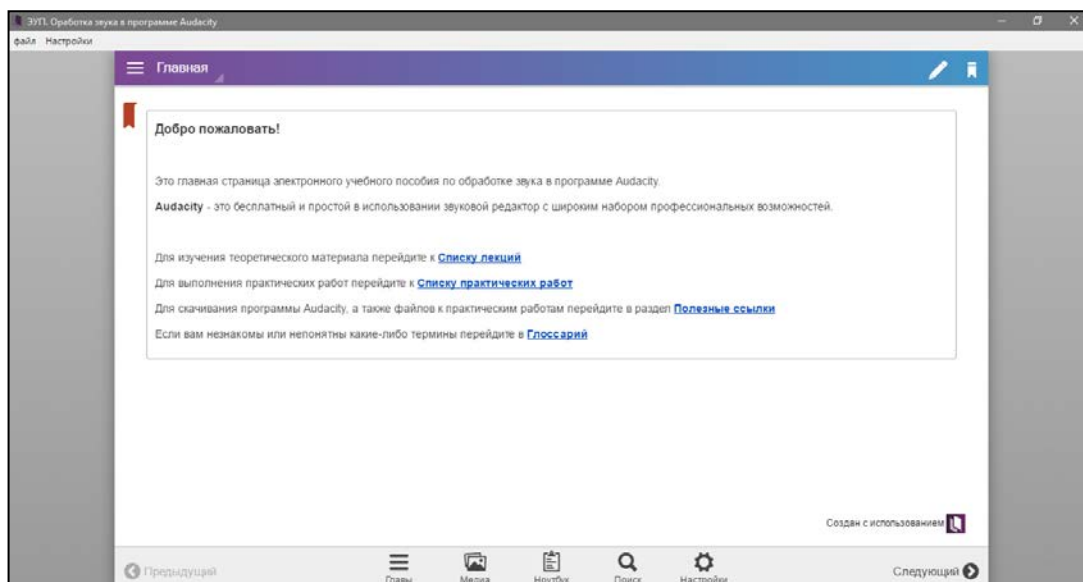 ЭУП. Оработка звука в программе Audacity
файл Настройки
Главная
Добро пожаловать!
Это главная страница электронного учебного пособия по обработке звука в программе Audacity.
Audacity - это бесплатный и простой в использовании звуковой редактор с широким набором профессиональных возможностей.
Для изучения теоретического материала перейдите к Списку лекций
Для выполнения практических работ перейдите к Списку практических работ
Для скачивания программы Audacity, а также файлов к практическим работам перейдите в раздел Полезные ссылки
Если вам незнакомы или непонятны какие-либо термины перейдите в Глоссарий
Создан с использованием
Предыдущий Главы Медиа Ноутбук Поиск Настройки Следующий